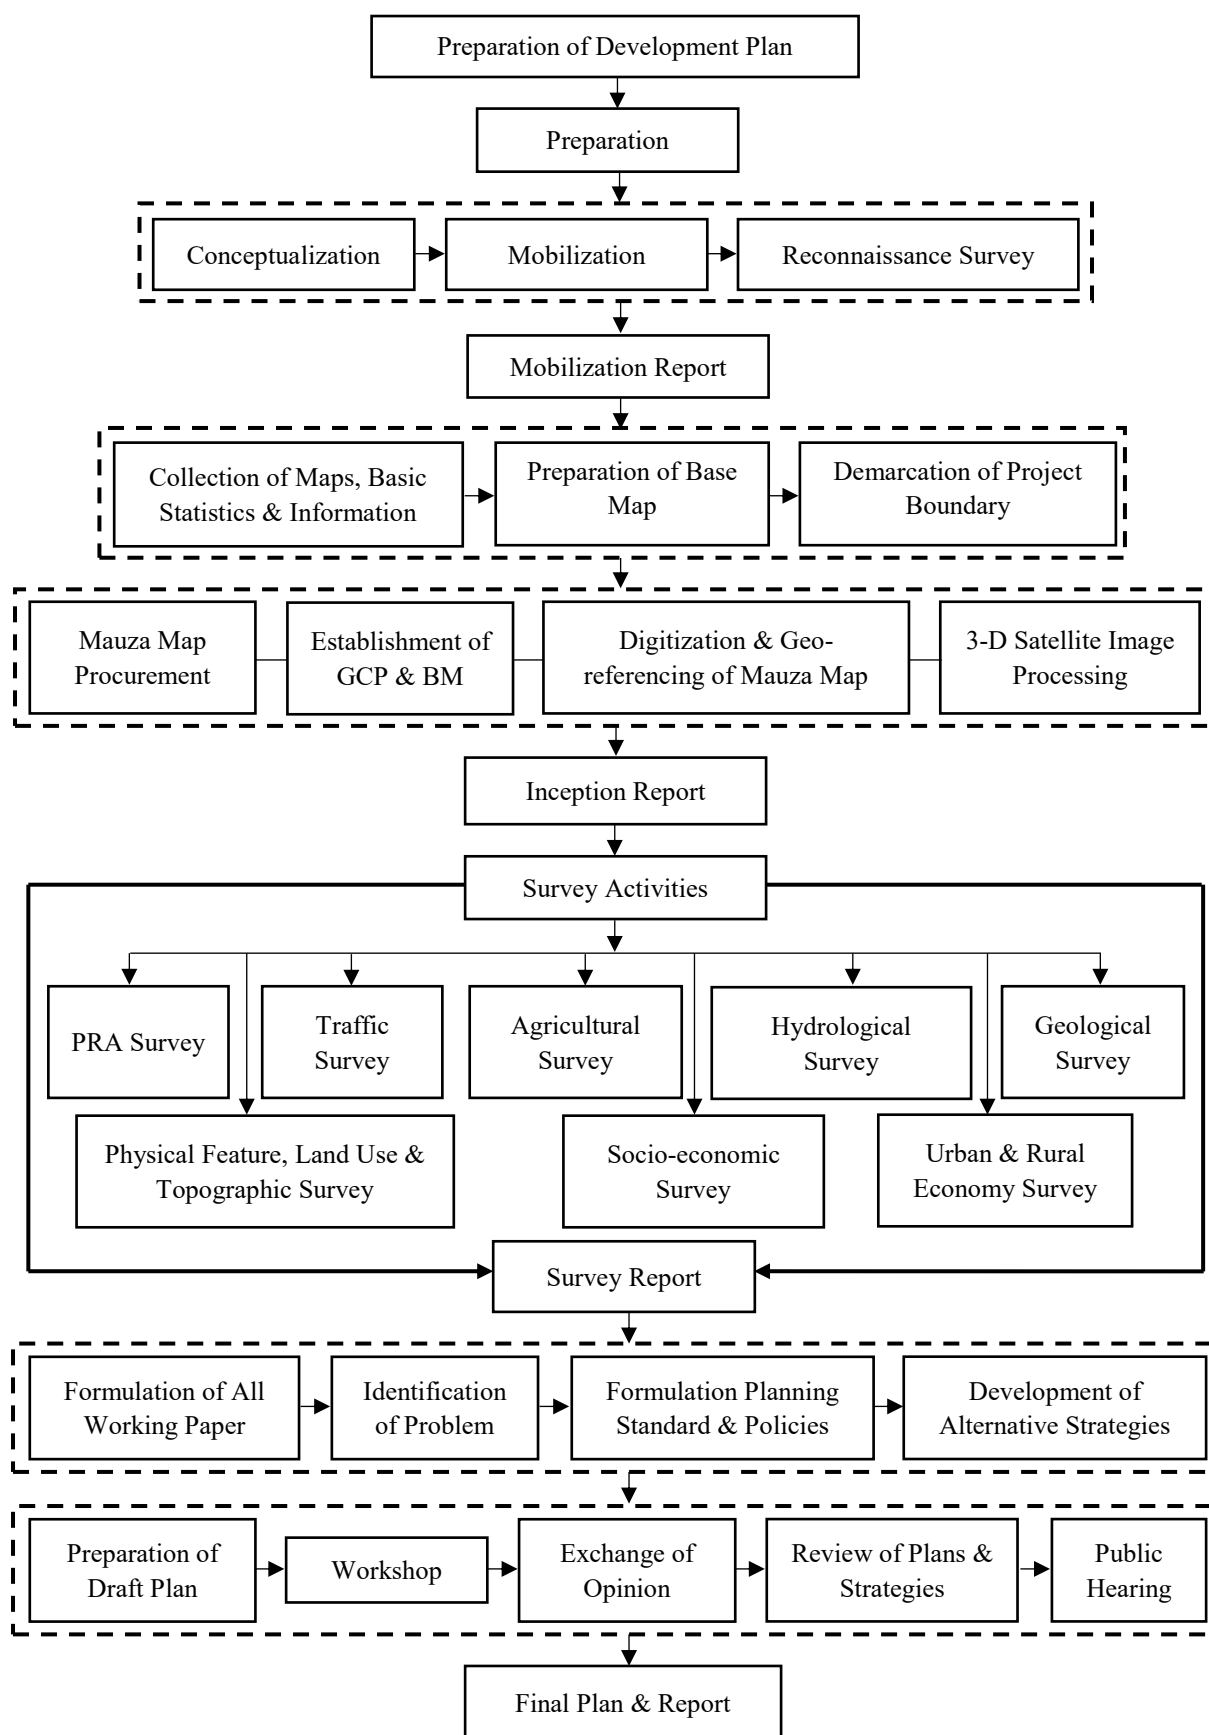 Preparation of Development Plan
Preparation
Conceptualization
Mobilization
Reconnaissance Survey
Mobilization Report
Collection of Maps, Basic
Statistics & Information
Preparation of Base
Map
Demarcation of Project
Boundary
Mauza Map
Procurement
Establishment of
GCP & BM
Digitization & Geo-
referencing of Mauza Map
3-D Satellite Image
Processing
Inception Report
Survey Activities
PRA Survey
Traffic
Survey
Agricultural
Survey
Hydrological
Survey
Geological
Survey
Physical Feature, Land Use &
Topographic Survey
Socio-economic
Survey
Urban & Rural
Economy Survey
Survey Report
Formulation of All
Working Paper
Identification
of Problem
Formulation Planning
Standard & Policies
Development of
Alternative Strategies
Preparation of
Draft Plan
Workshop
Exchange of
Opinion
Review of Plans &
Strategies
Public
Hearing
Final Plan & Report